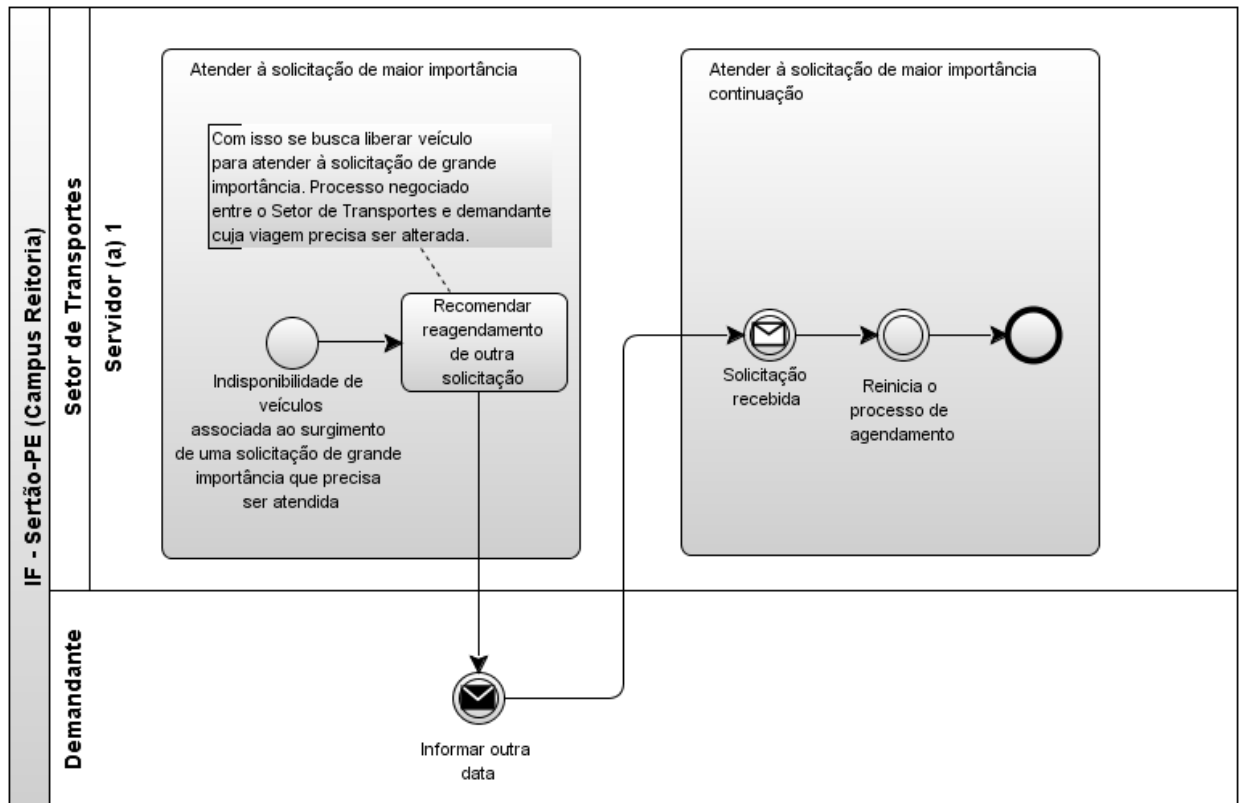 IF - Sertão-PE (Campus Reitoria)
Setor de Transportes
Servidor (a) 1
Atender à solicitação de maior importância
Com isso se busca liberar veículo
para atender à solicitação de grande
importância. Processo negociado
entre o Setor de Transportes e demandante
cuja viagem precisa ser alterada.
Indisponibilidade de
veículos
associada ao surgimento
de uma solicitação de grande
importância que precisa
ser atendida
Recomendar
reagendamento
de outra
solicitação
Atender à solicitação de maior importância
continuação
Solicitação
recebida
Reinicia o
processo de
agendamento
Demandante
Informar outra
data